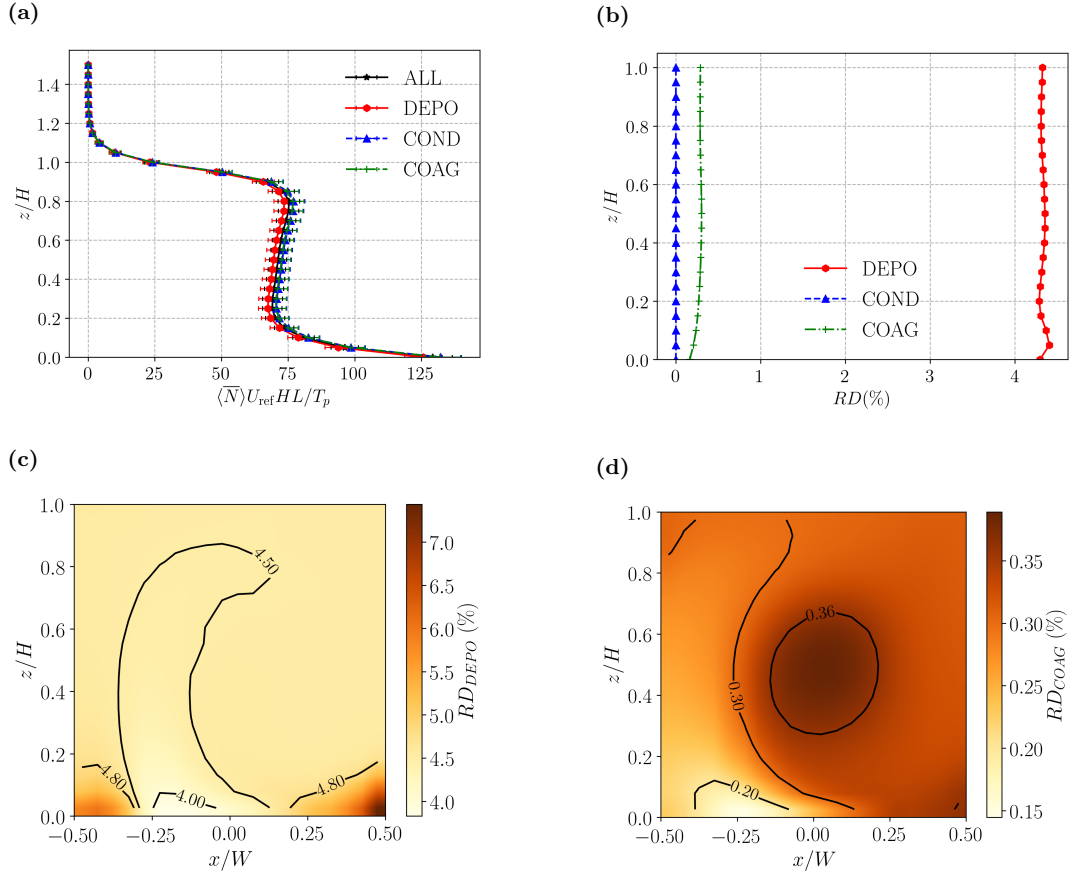 (a)
1.4
1.2
1.0
0.8
0.6
0.4
0.2
0.0
z/H
ALL
DEPO
COND
COAG
0 25 50 75 100 125
⟨N̅⟩U_ref HL/T_p
(b)
1.0
0.8
0.6
0.4
0.2
0.0
z/H
DEPO
COND
COAG
0 1 2 3 4
RD(%)
(c)
1.0
0.8
0.6
0.4
0.2
0.0
z/H
4.50
4.80
4.00
4.80
−0.50 −0.25 0.00 0.25 0.50
x/W
7.0
6.5
6.0
5.5
5.0
4.5
4.0
RD_DEPO (%)
(d)
1.0
0.8
0.6
0.4
0.2
0.0
z/H
0.36
0.30
0.20
−0.50 −0.25 0.00 0.25 0.50
x/W
0.35
0.30
0.25
0.20
0.15
RD_COAG (%)